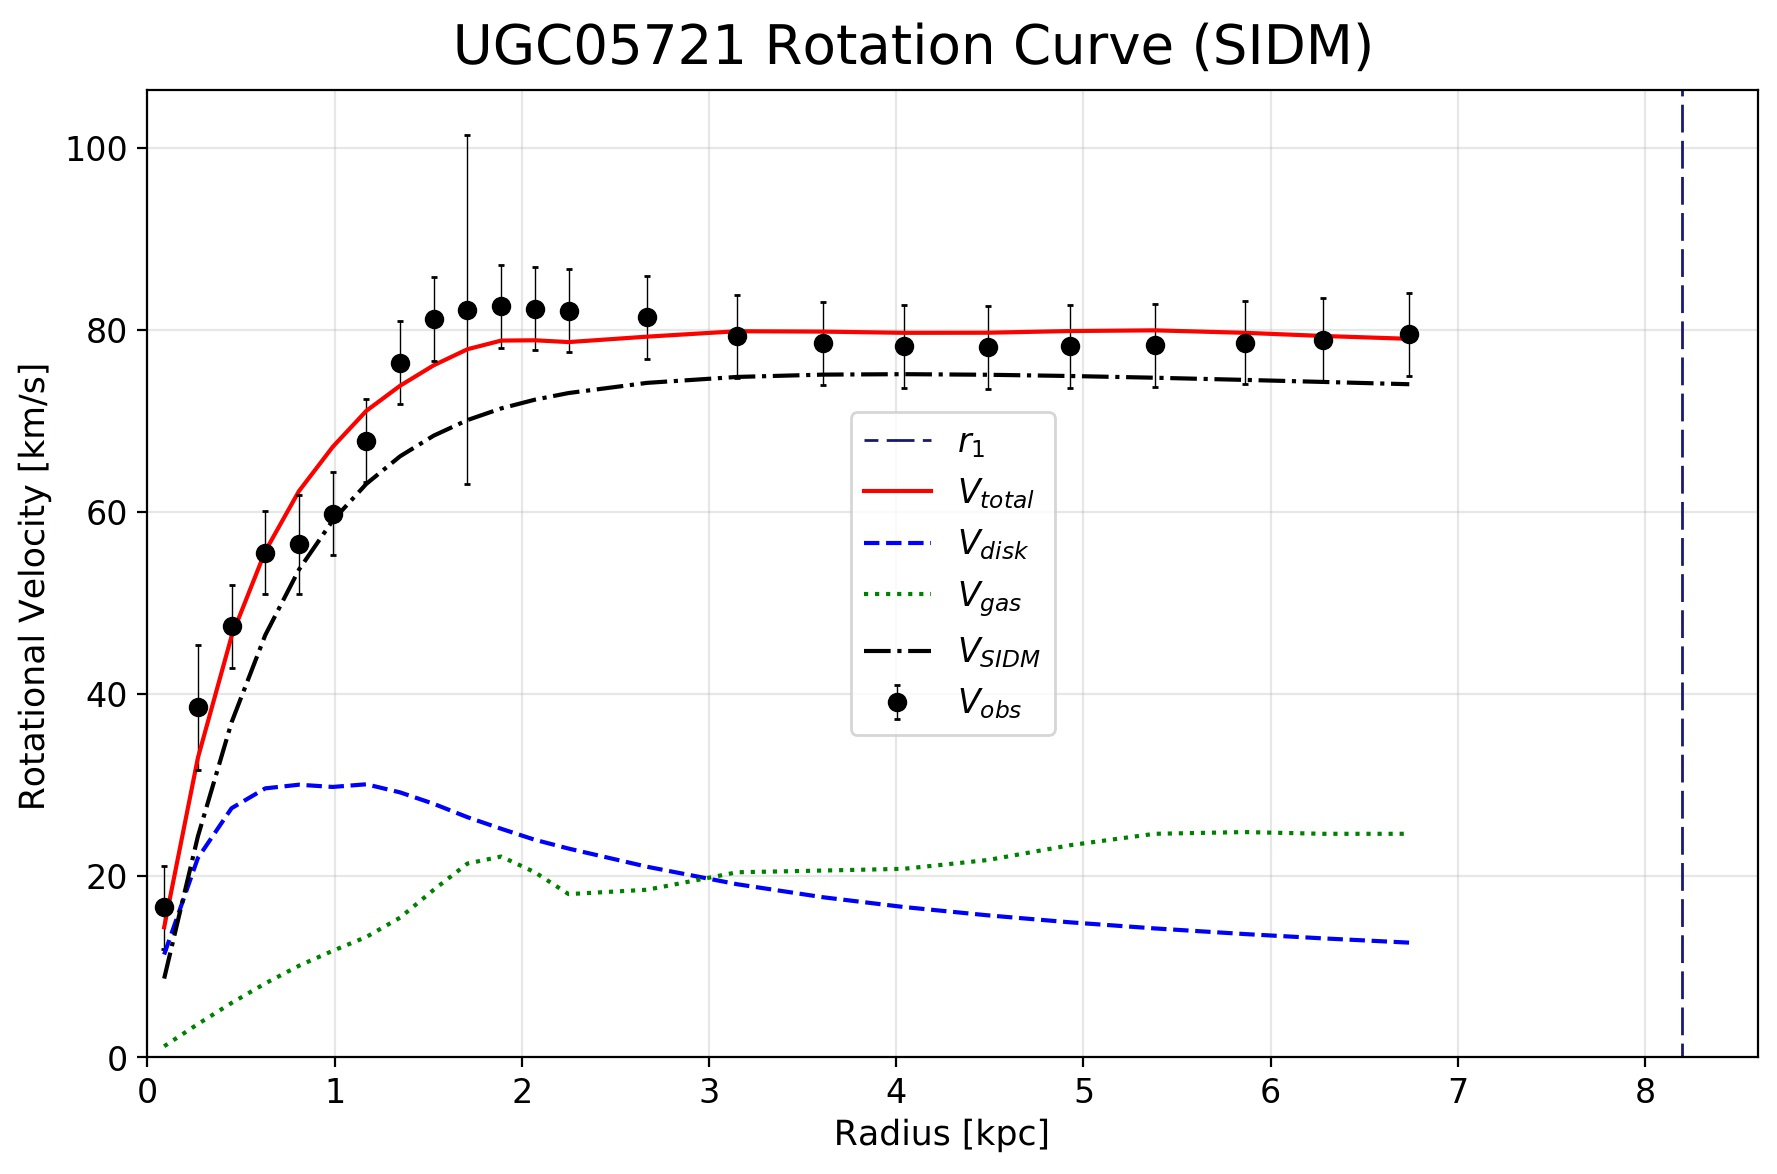 UGC05721 Rotation Curve (SIDM)
Rotational Velocity [km/s]
100
80
60
40
20
0
r1
Vtotal
Vdisk
Vgas
VSIDM
Vobs
0 1 2 3 4 5 6 7 8
Radius [kpc]